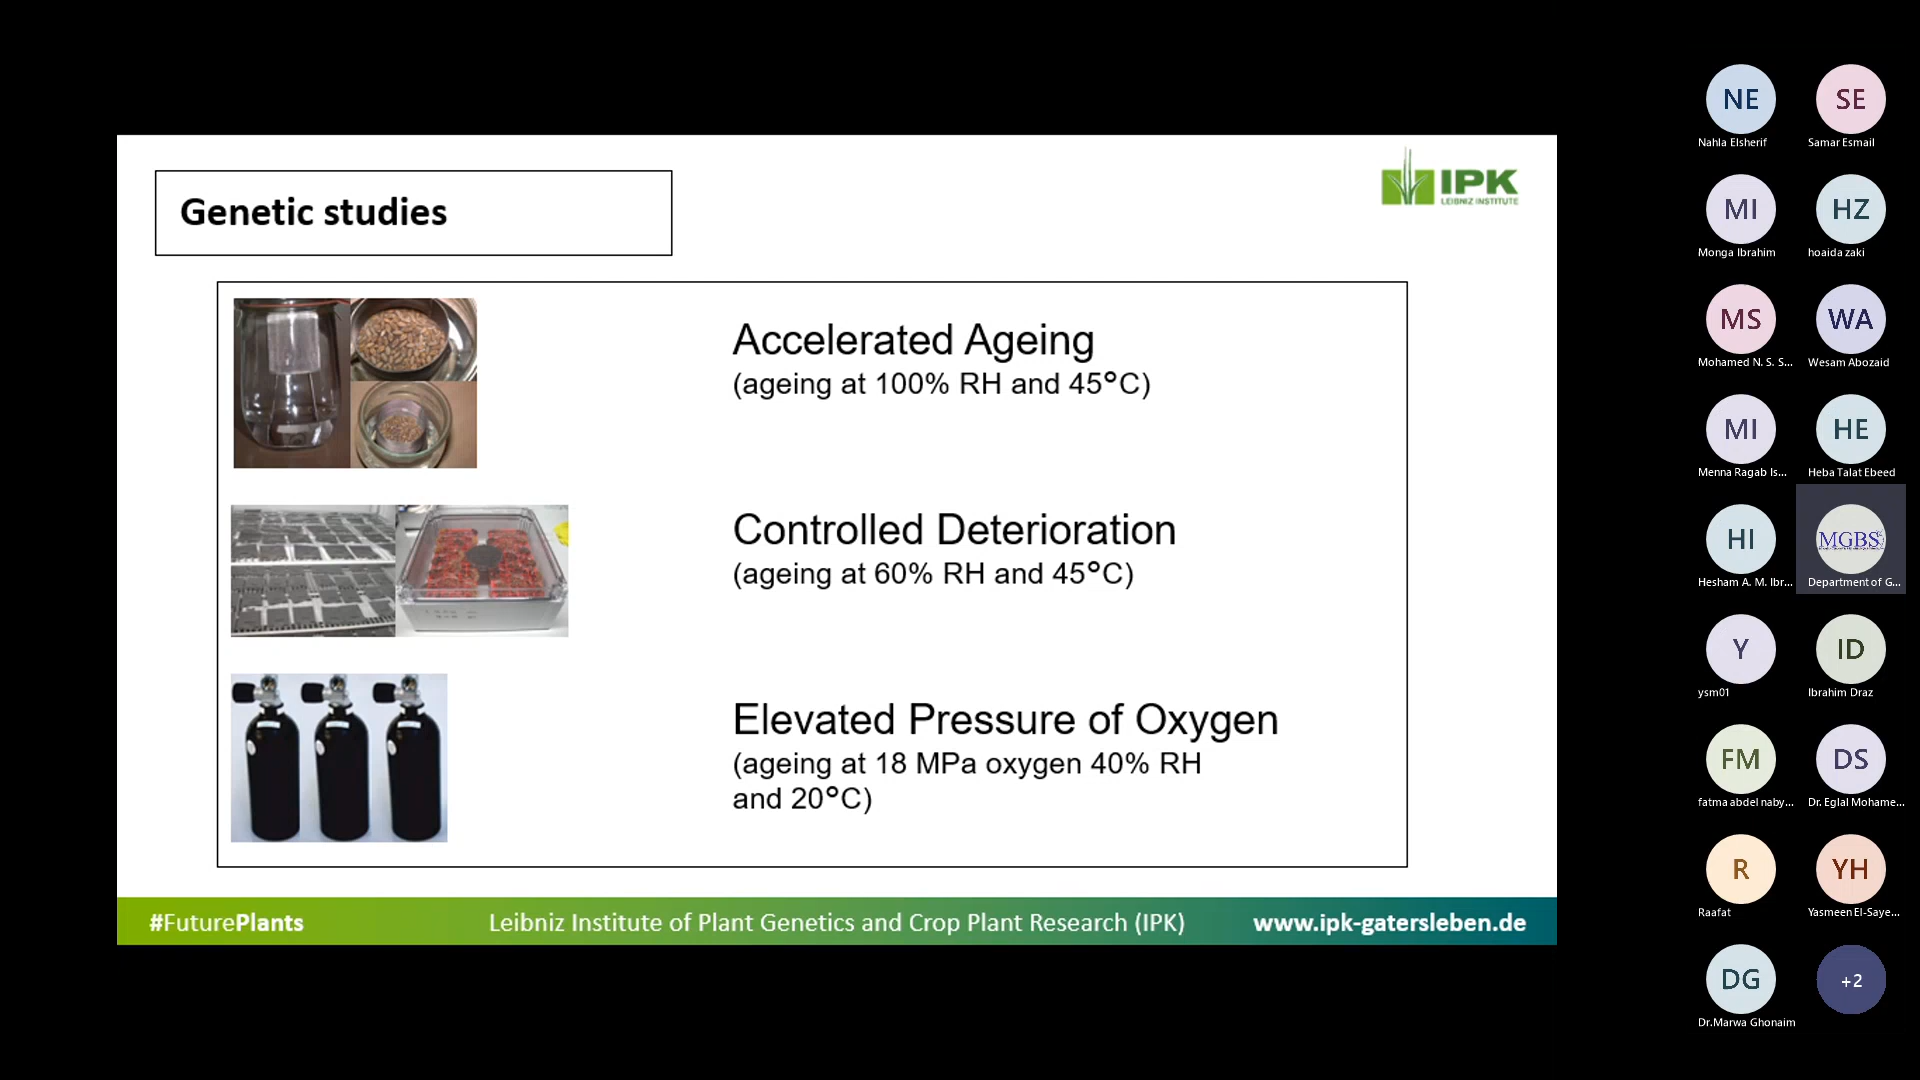 Genetic studies
IPK
LEIBNIZ INSTITUTE
Accelerated Ageing
(ageing at 100% RH and 45°C)
Controlled Deterioration
(ageing at 60% RH and 45°C)
Elevated Pressure of Oxygen
(ageing at 18 MPa oxygen 40% RH
and 20°C)
#FuturePlants
Leibniz Institute of Plant Genetics and Crop Plant Research (IPK)
www.ipk-gatersleben.de
NE
Nahla Elsherif
SE
Samar Esmail
MI
Monga Ibrahim
HZ
hoaida zaki
MS
Mohamed N. S. S...
WA
Wesam Abozaid
MI
Menna Ragab Is...
HE
Heba Talat Ebeed
HI
Hesham A. M. Ibr...
MGBS
Department of G...
Y
ysm01
ID
Ibrahim Draz
FM
fatma abdel naby...
DS
Dr. Eglal Mohame...
R
Raafat
YH
Yasmeen El-Saye...
DG
Dr.Marwa Ghonaim
+2